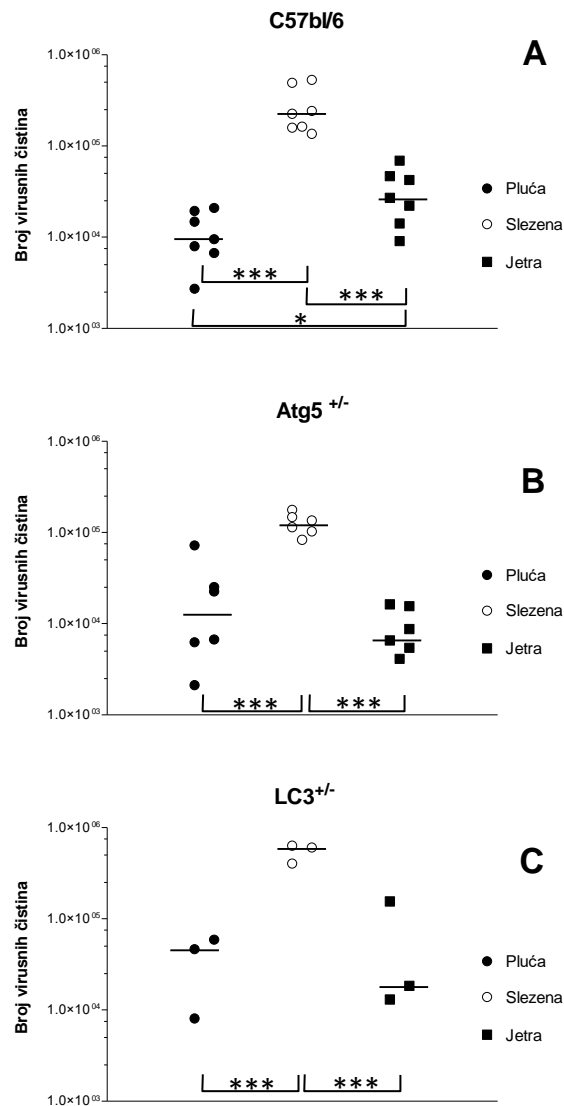 C57bl/6
A
Broj virusnih čistina
1.0×10⁰⁶
1.0×10⁰⁵
1.0×10⁰⁴
1.0×10⁰³
Pluća
Slezena
Jetra
***
***
*
Atg5 +/-
B
Broj virusnih čistina
1.0×10⁰⁶
1.0×10⁰⁵
1.0×10⁰⁴
1.0×10⁰³
Pluća
Slezena
Jetra
***
***
LC3+/-
C
Broj virusnih čistina
1.0×10⁰⁶
1.0×10⁰⁵
1.0×10⁰⁴
1.0×10⁰³
Pluća
Slezena
Jetra
***
***